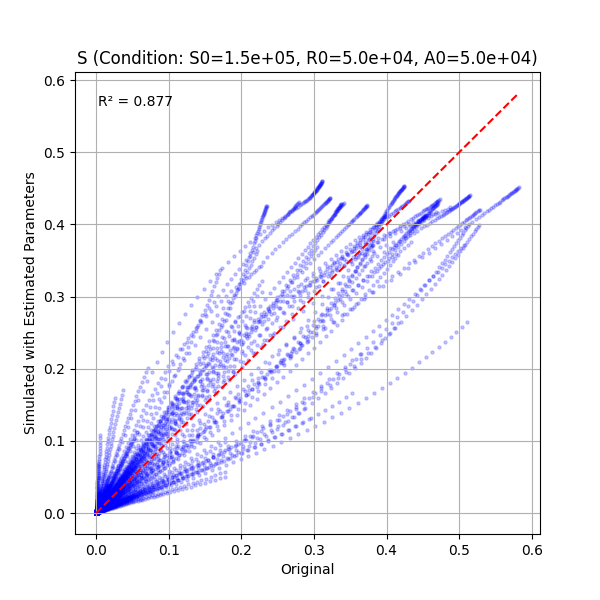 S (Condition: S0=1.5e+05, R0=5.0e+04, A0=5.0e+04)
R² = 0.877
0.6
0.5
0.4
0.3
0.2
0.1
0.0
Simulated with Estimated Parameters
0.0 0.1 0.2 0.3 0.4 0.5 0.6
Original